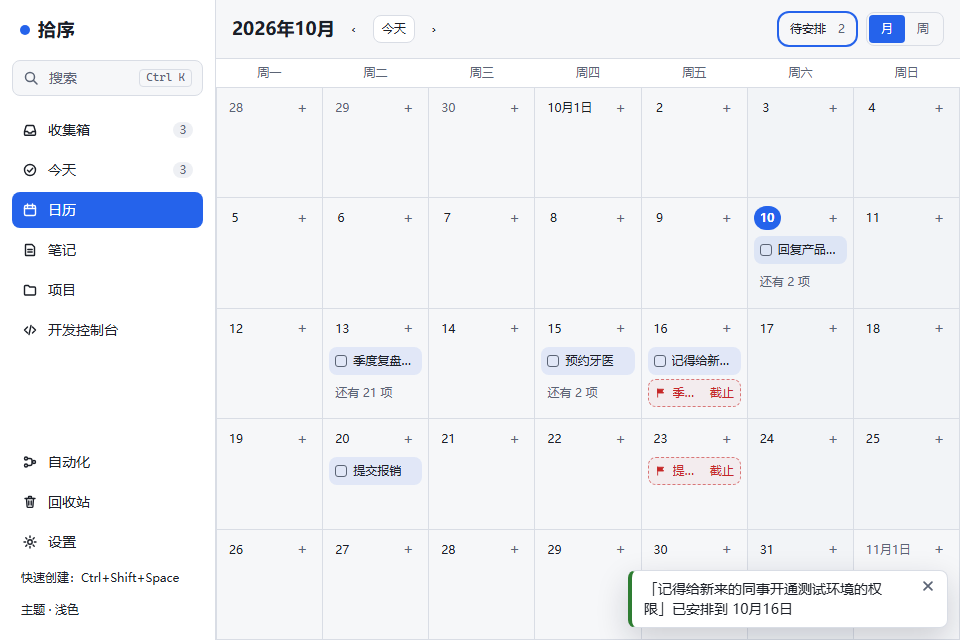 拾序
搜索 Ctrl K
收集箱 3
今天 3
日历
笔记
项目
开发控制台
自动化
回收站
设置
快速创建: Ctrl+Shift+Space
主题 · 浅色
2026年10月 ‹ 今天 ›
待安排 2 月 周
周一 周二 周三 周四 周五 周六 周日
28 + 29 + 30 + 10月1日 + 2 + 3 + 4 +
5 + 6 + 7 + 8 + 9 + 10 + 11 +
回复产品...
还有 2 项
12 + 13 + 14 + 15 + 16 + 17 + 18 +
季度复盘... 预约牙医 记得给新...
还有 21 项 还有 2 项 季... 截止
19 + 20 + 21 + 22 + 23 + 24 + 25 +
提交报销 提... 截止
26 + 27 + 28 + 29 + 30 + 31 + 11月1日 +
「记得给新来的同事开通测试环境的权
限」已安排到 10月16日